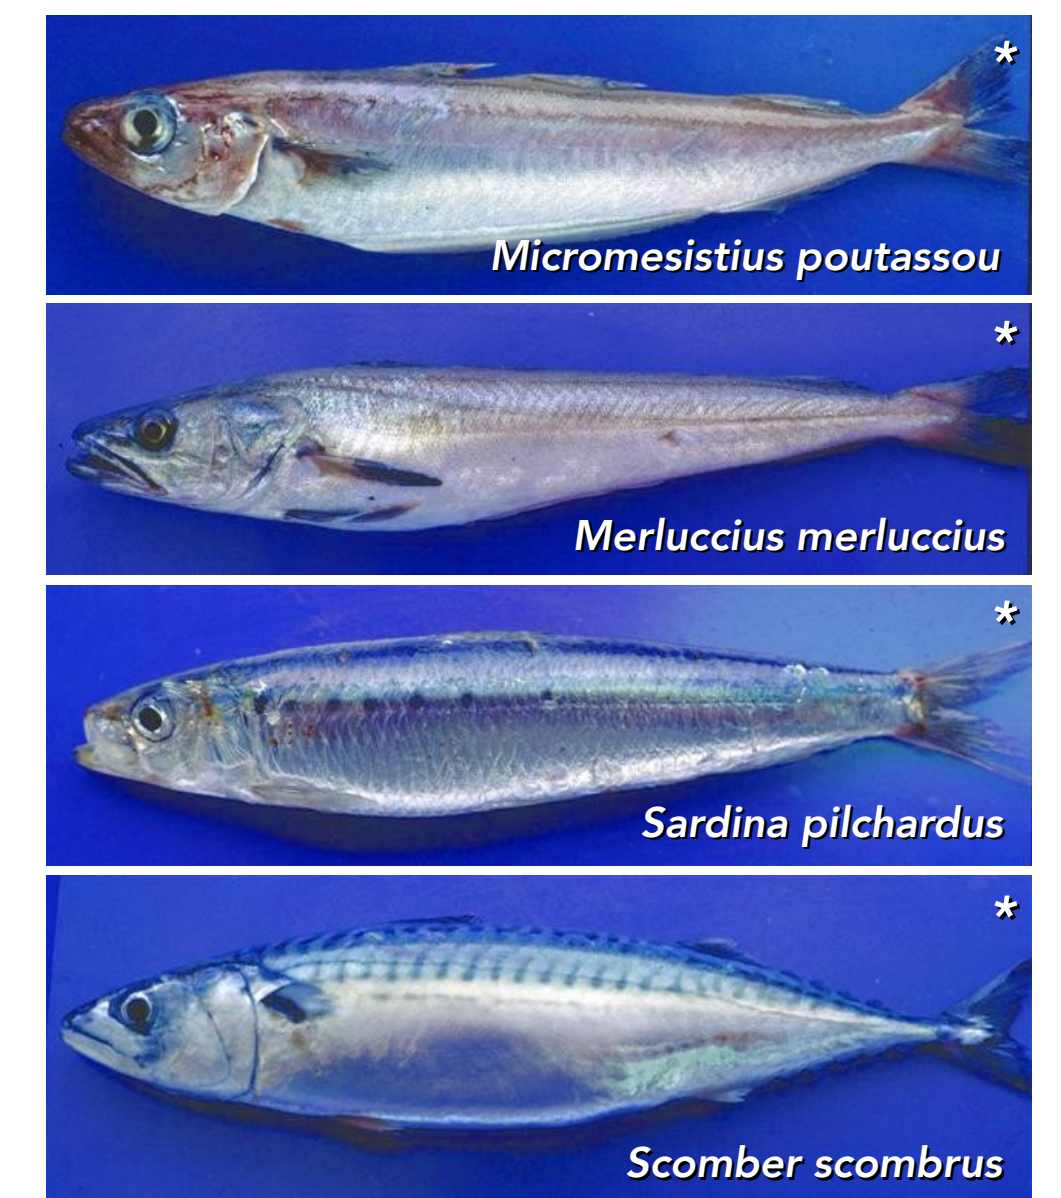 *
Micromesistius poutassou
*
Merluccius merluccius
*
Sardina pilchardus
*
Scomber scombrus